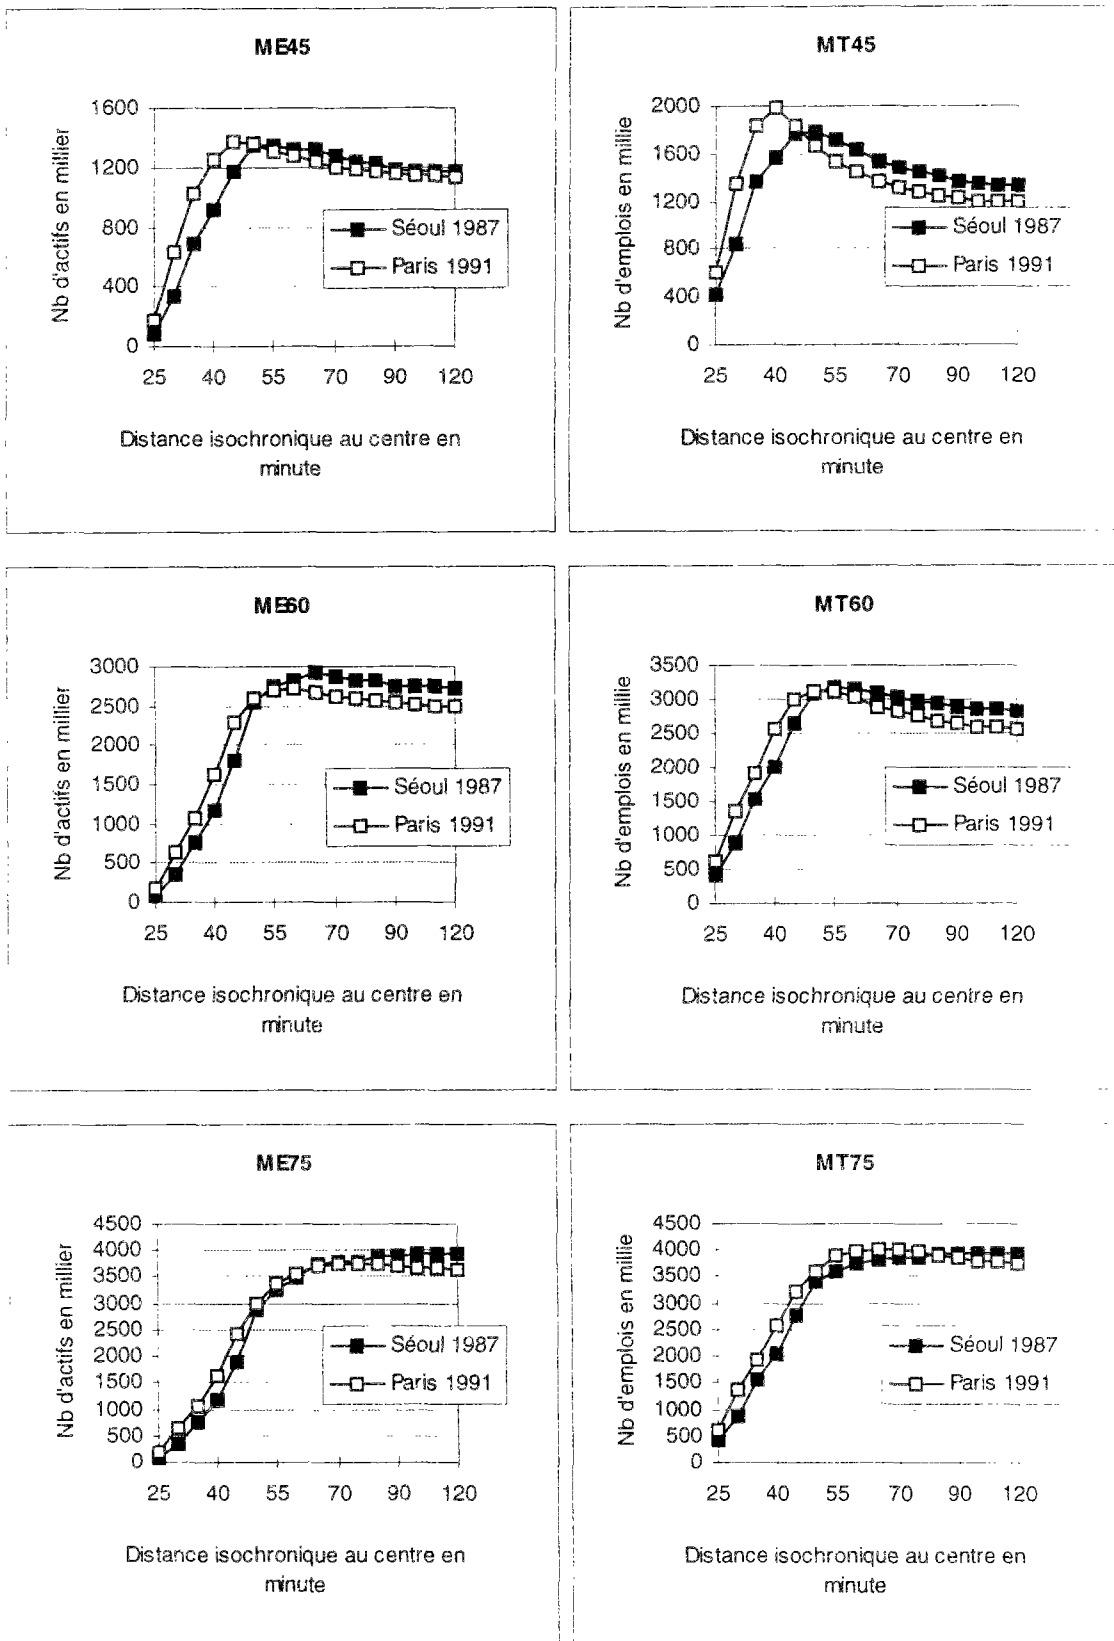 ME45
1600
1200
800
400
0
Nb d'actifs en millier
Séoul 1987
Paris 1991
25 40 55 70 90 120
Distance isochronique au centre en
minute
MT45
2000
1600
1200
800
400
0
Nb d'emplois en millie
Séoul 1987
Paris 1991
25 40 55 70 90 120
Distance isochronique au centre en
minute
ME60
3000
2500
2000
1500
1000
500
0
Nb d'actifs en millier
Séoul 1987
Paris 1991
25 40 55 70 90 120
Distance isochronique au centre en
minute
MT60
3500
3000
2500
2000
1500
1000
500
0
Nb d'emplois en millie
Séoul 1987
Paris 1991
25 40 55 70 90 120
Distance isochronique au centre en
minute
ME75
4500
4000
3500
3000
2500
2000
1500
1000
500
0
Nb d'actifs en millier
Séoul 1987
Paris 1991
25 40 55 70 90 120
Distance isochronique au centre en
minute
MT75
4500
4000
3500
3000
2500
2000
1500
1000
500
0
Nb d'emplois en millie
Séoul 1987
Paris 1991
25 40 55 70 90 120
Distance isochronique au centre en
minute